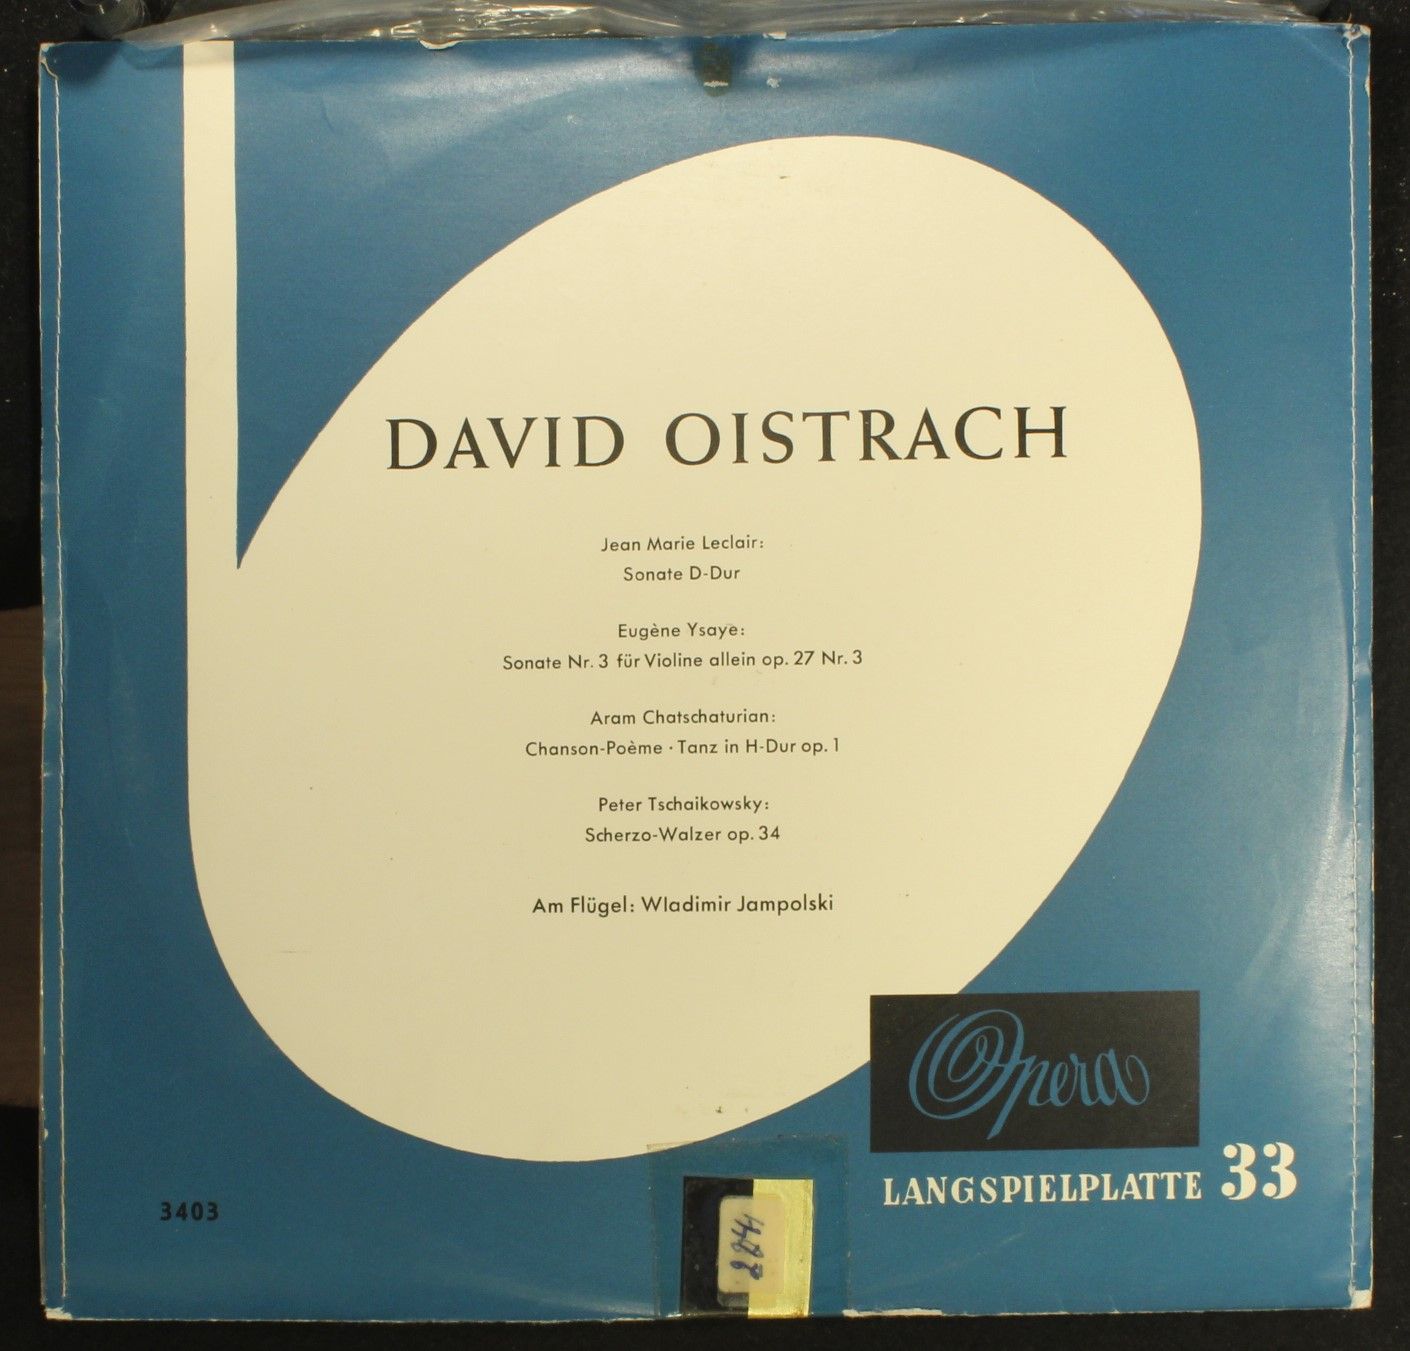 DAVID OISTRACH
Jean Marie Leclair:
Sonate D-Dur
Eugène Ysaye:
Sonate Nr. 3 für Violine allein op. 27 Nr. 3
Aram Chatschaturian:
Chanson-Poème · Tanz in H-Dur op. 1
Peter Tschaikowsky:
Scherzo-Walzer op. 34
Am Flügel: Wladimir Jampolski
Opera
LANGSPIELPLATTE 33
3403